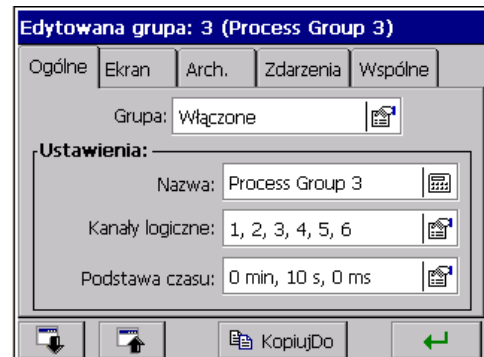 Edytowana grupa: 3 (Process Group 3)
Ogólne Ekran Arch. Zdarzenia Wspólne
Grupa: Włączone
Ustawienia:
Nazwa: Process Group 3
Kanały logiczne: 1, 2, 3, 4, 5, 6
Podstawa czasu: 0 min, 10 s, 0 ms
KopiujDo